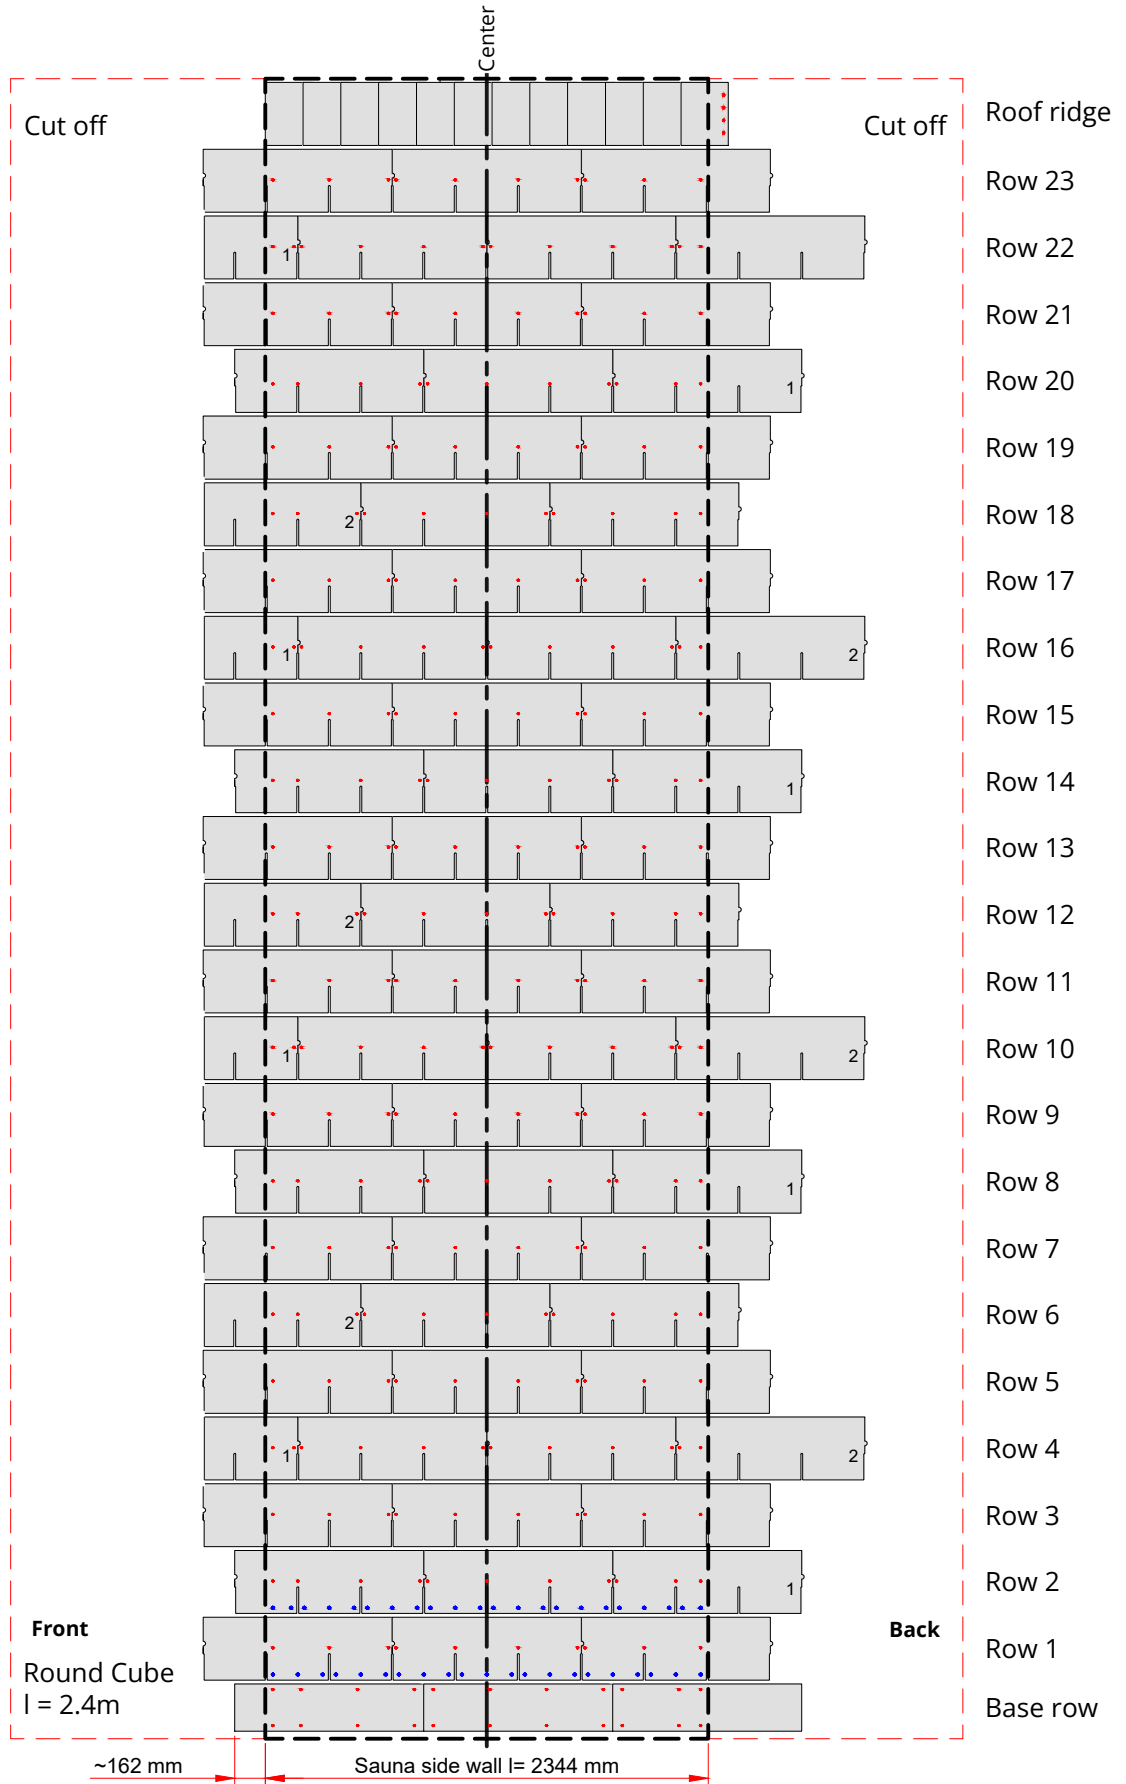 Center
Cut off
Cut off
Roof ridge
Row 23
1
Row 22
Row 21
1
Row 20
Row 19
2
Row 18
Row 17
1
2
Row 16
Row 15
1
Row 14
Row 13
2
Row 12
Row 11
1
2
Row 10
Row 9
1
Row 8
Row 7
2
Row 6
Row 5
1
2
Row 4
Row 3
1
Row 2
Front
Back
Row 1
Round Cube
l = 2.4m
Base row
~162 mm
Sauna side wall l= 2344 mm